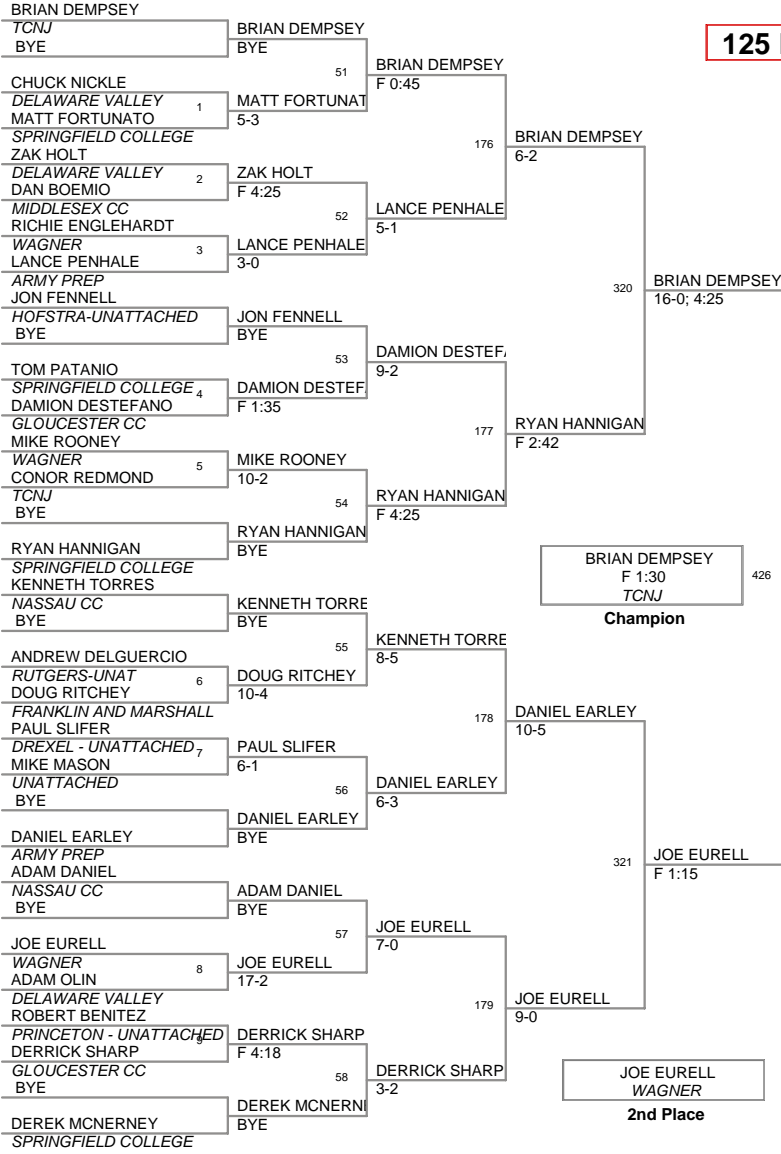 BRIAN DEMPSEY
TCNJ
BYE
CHUCK NICKLE
DELAWARE VALLEY
1
MATT FORTUNATO
SPRINGFIELD COLLEGE
ZAK HOLT
DELAWARE VALLEY
2
DAN BOEMIO
MIDDLESEX CC
RICHIE ENGLEHARDT
WAGNER
3
LANCE PENHALE
ARMY PREP
JON FENNELL
HOFSTRA-UNATTACHED
BYE
TOM PATANIO
SPRINGFIELD COLLEGE
4
DAMION DESTEFANO
GLOUCESTER CC
MIKE ROONEY
WAGNER
5
CONOR REDMOND
TCNJ
BYE
RYAN HANNIGAN
SPRINGFIELD COLLEGE
KENNETH TORRES
NASSAU CC
BYE
ANDREW DELGUERCIO
RUTGERS-UNAT
6
DOUG RITCHEY
FRANKLIN AND MARSHALL
PAUL SLIFER
DREXEL - UNATTACHED
7
MIKE MASON
UNATTACHED
BYE
DANIEL EARLEY
ARMY PREP
ADAM DANIEL
NASSAU CC
BYE
JOE EURELL
WAGNER
8
ADAM OLIN
DELAWARE VALLEY
ROBERT BENITEZ
PRINCETON - UNATTACHED
9
DERRICK SHARP
GLOUCESTER CC
BYE
DEREK MCNERNEY
SPRINGFIELD COLLEGE
BRIAN DEMPSEY
BYE
51
MATT FORTUNAT
5-3
ZAK HOLT
F 4:25
52
LANCE PENHALE
3-0
JON FENNELL
BYE
53
DAMION DESTEF
F 1:35
MIKE ROONEY
10-2
54
RYAN HANNIGAN
BYE
KENNETH TORRE
BYE
55
DOUG RITCHEY
10-4
PAUL SLIFER
6-1
56
DANIEL EARLEY
BYE
ADAM DANIEL
BYE
57
JOE EURELL
17-2
DERRICK SHARP
F 4:18
58
DEREK MCNERN
BYE
BRIAN DEMPSEY
F 0:45
176
LANCE PENHALE
5-1
DAMION DESTEF
9-2
177
RYAN HANNIGAN
F 4:25
KENNETH TORRE
8-5
178
DANIEL EARLEY
6-3
JOE EURELL
7-0
179
DERRICK SHARP
3-2
BRIAN DEMPSEY
6-2
320
RYAN HANNIGAN
F 2:42
DANIEL EARLEY
10-5
321
JOE EURELL
9-0
BRIAN DEMPSEY
16-0; 4:25
JOE EURELL
F 1:15
125
BRIAN DEMPSEY
F 1:30
TCNJ
426
Champion
JOE EURELL
WAGNER
2nd Place